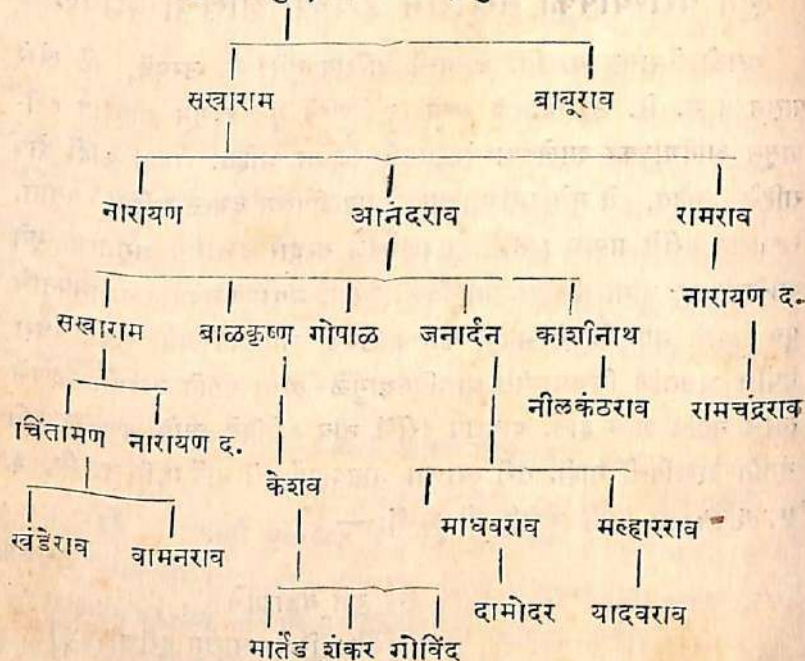 सखाराम बाबूराव
नारायण आनंदराव रामराव
नारायण द.
सखाराम बाळकृष्ण गोपाळ जनार्दन काशीनाथ
नीलकंठराव रामचंद्रराव
चिंतामण नारायण द.
केशव
माधवराव मल्हारराव
खंडेराव वामनराव
दामोदर यादवराव
मार्तंड शंकर गोविंद